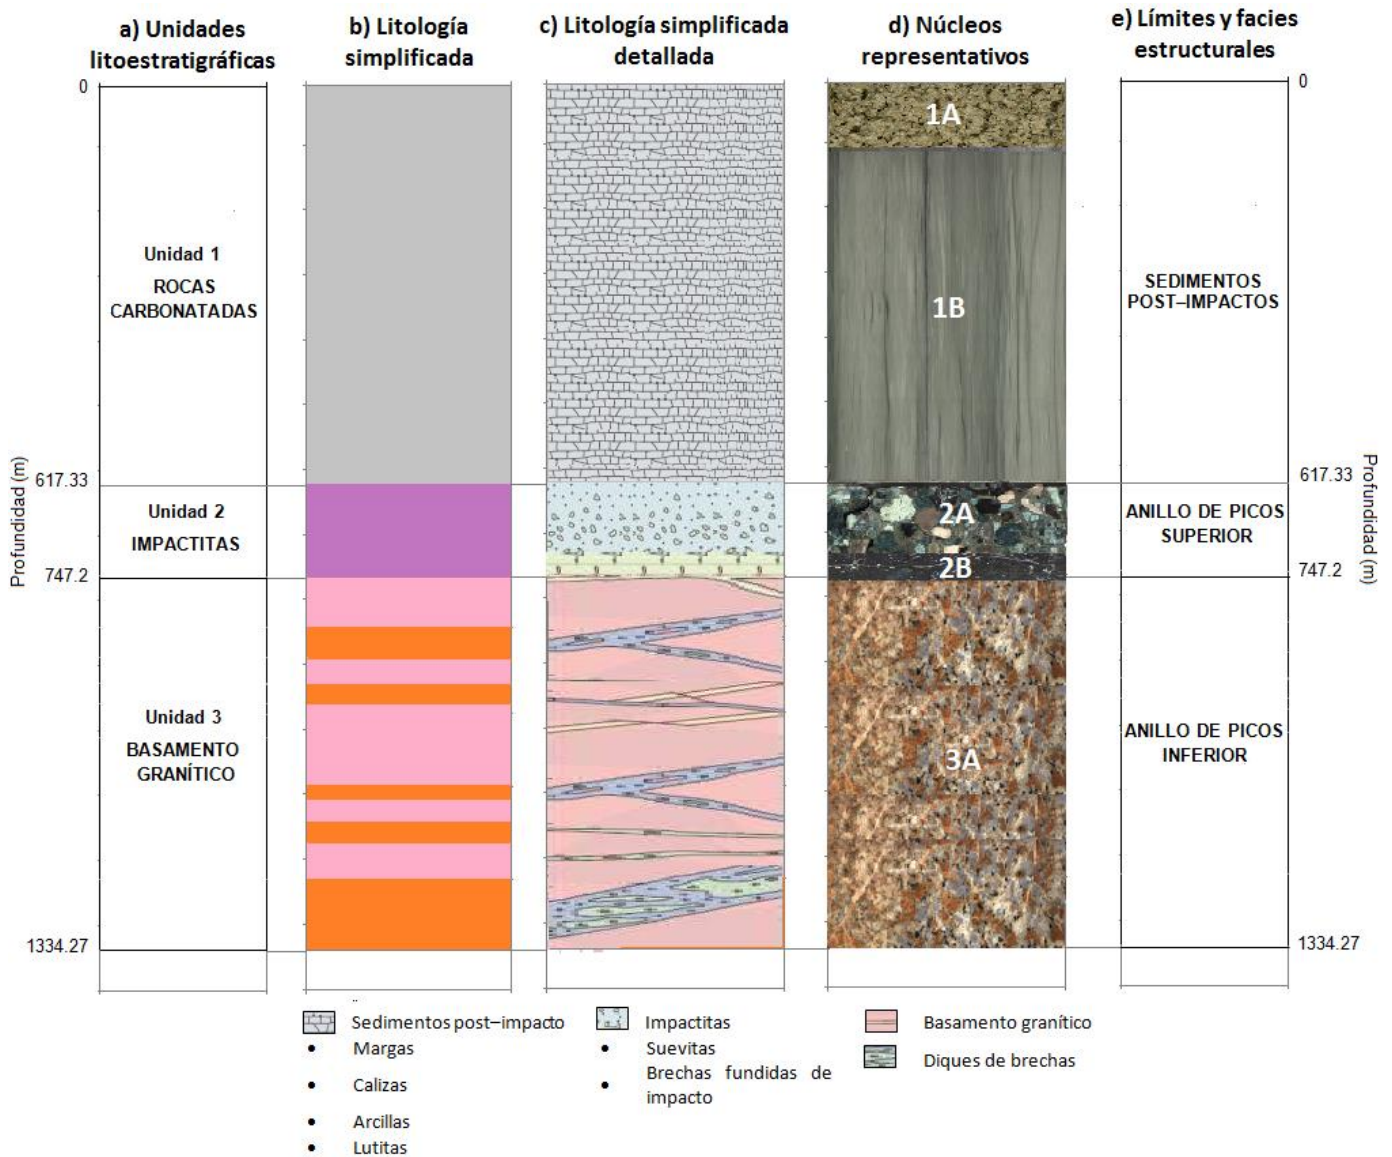 a) Unidades
litoestratigráficas
b) Litología
simplificada
c) Litología simplificada
detallada
d) Núcleos
representativos
e) Límites y facies
estructurales
0
0
1A
Unidad 1
ROCAS
CARBONATADAS
1B
SEDIMENTOS
POST–IMPACTOS
Profundidad (m)
Profundidad (m)
617.33
617.33
Unidad 2
IMPACTITAS
2A
ANILLO DE PICOS
SUPERIOR
2B
747.2
747.2
Unidad 3
BASAMENTO
GRANÍTICO
3A
ANILLO DE PICOS
INFERIOR
1334.27
1334.27
Sedimentos post–impacto
• Margas
• Calizas
• Arcillas
• Lutitas
Impactitas
• Suevitas
• Brechas fundidas de
impacto
Basamento granítico
Diques de brechas